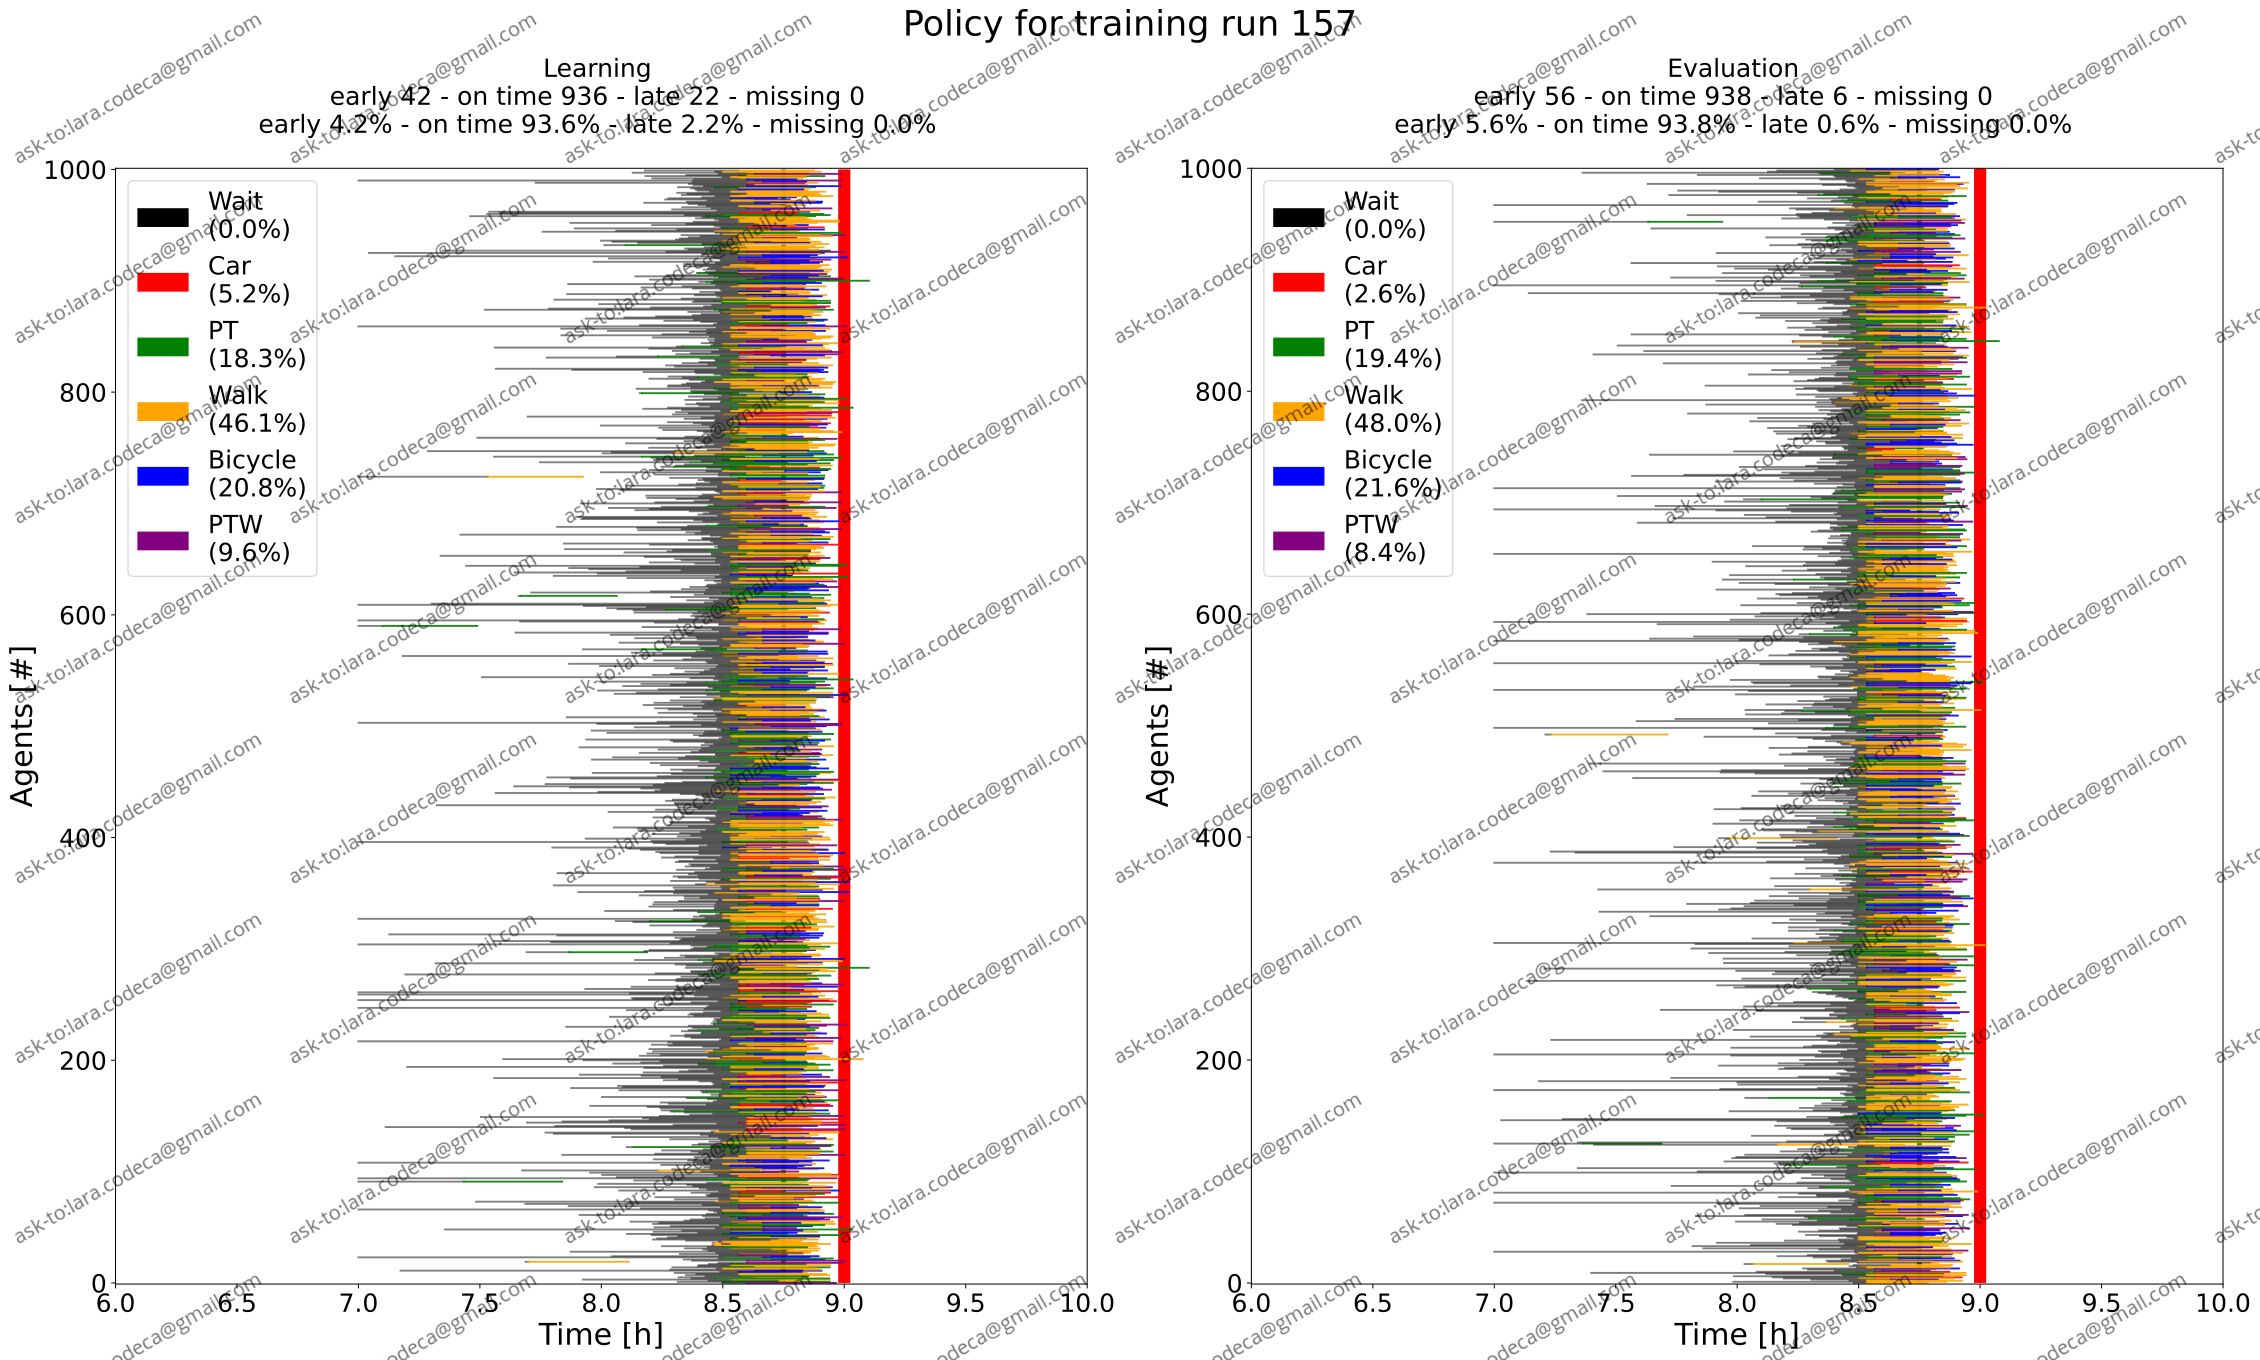 Policy for training run 157
Learning
early 42 - on time 936 - late 22 - missing 0
early 4.2% - on time 93.6% - late 2.2% - missing 0.0%
1000
800
600
400
200
0
Agents [#]
Wait
(0.0%)
Car
(5.2%)
PT
(18.3%)
Walk
(46.1%)
Bicycle
(20.8%)
PTW
(9.6%)
6.0 6.5 7.0 7.5 8.0 8.5 9.0 9.5 10.0
Time [h]
Evaluation
early 56 - on time 938 - late 6 - missing 0
early 5.6% - on time 93.8% - late 0.6% - missing 0.0%
1000
800
600
400
200
0
Agents [#]
Wait
(0.0%)
Car
(2.6%)
PT
(19.4%)
Walk
(48.0%)
Bicycle
(21.6%)
PTW
(8.4%)
6.0 6.5 7.0 7.5 8.0 8.5 9.0 9.5 10.0
Time [h]
ask-to:lara.codeca@gmail.com